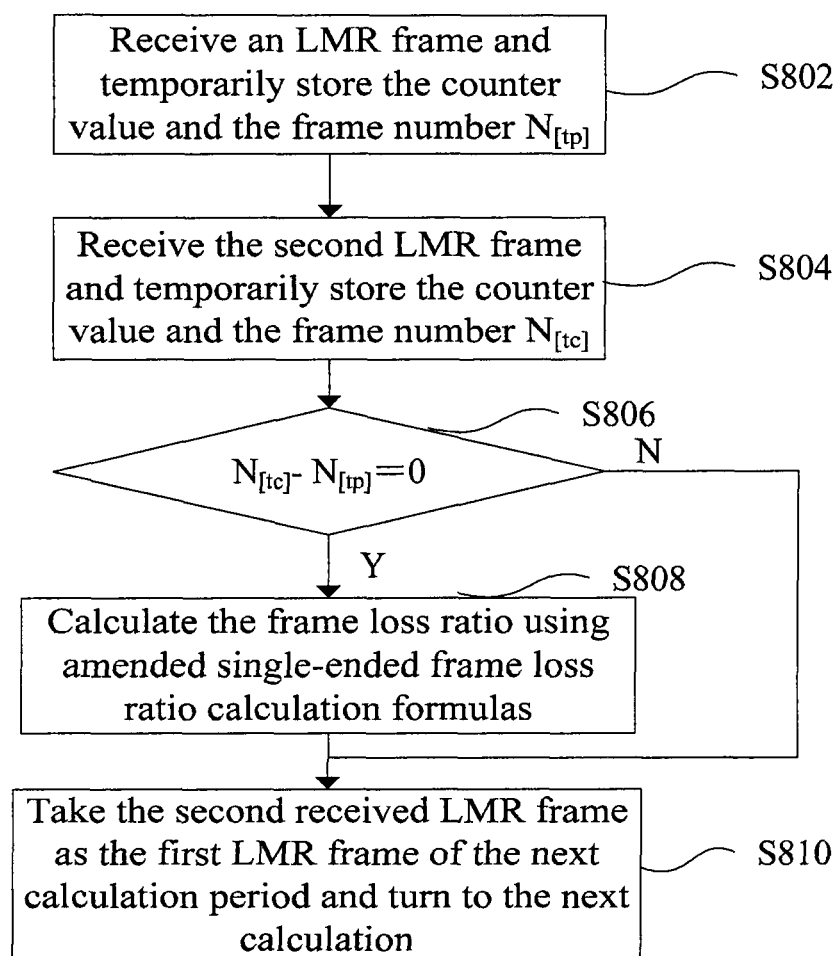 Receive an LMR frame and
temporarily store the counter
value and the frame number N[tp]
S802
Receive the second LMR frame
and temporarily store the counter
value and the frame number N[tc]
S804
S806
N[tc]- N[tp]=0
N
Y
S808
Calculate the frame loss ratio using
amended single-ended frame loss
ratio calculation formulas
Take the second received LMR frame
as the first LMR frame of the next
calculation period and turn to the next
calculation
S810